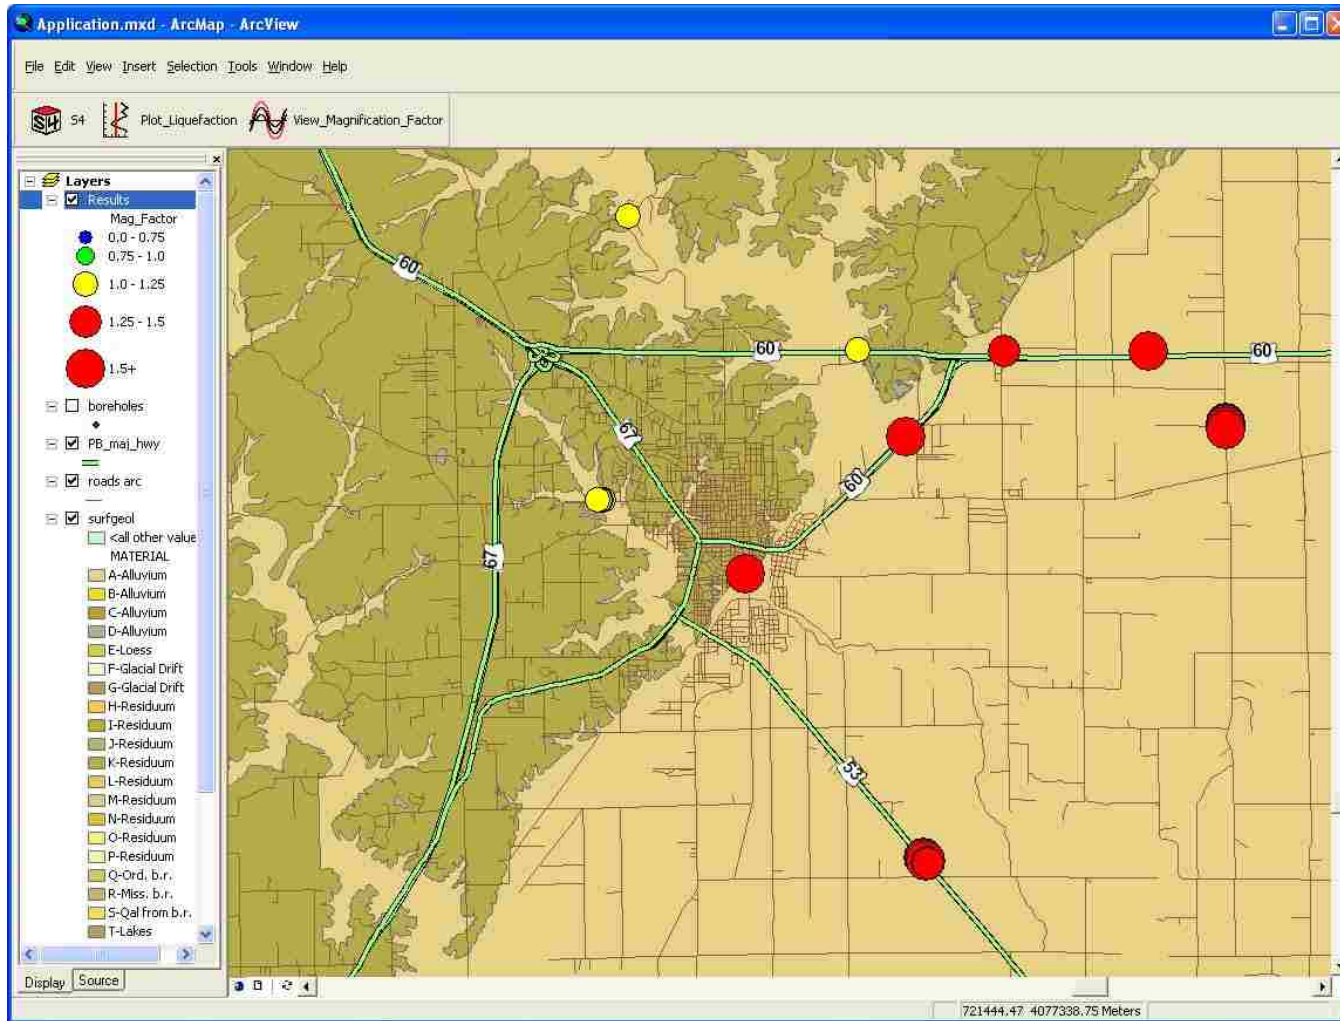 Application.mxd - ArcMap - ArcView
File Edit View Insert Selection Tools Window Help
S4 Plot_Liquefaction View_Magnification_Factor
Layers
Results
Mag_Factor
0.0 - 0.75
0.75 - 1.0
1.0 - 1.25
1.25 - 1.5
1.5+
boreholes
PB_maj_hwy
roads arc
surfgeol
<all other value
MATERIAL
A-Alluvium
B-Alluvium
C-Alluvium
D-Alluvium
E-Loess
F-Glacial Drift
G-Glacial Drift
H-Residuum
I-Residuum
J-Residuum
K-Residuum
L-Residuum
M-Residuum
N-Residuum
O-Residuum
P-Residuum
Q-Ord. b.r.
R-Miss. b.r.
S-Qal from b.r.
T-Lakes
Display Source
60
60
60
67
60
67
53
721444.47 4077338.75 Meters